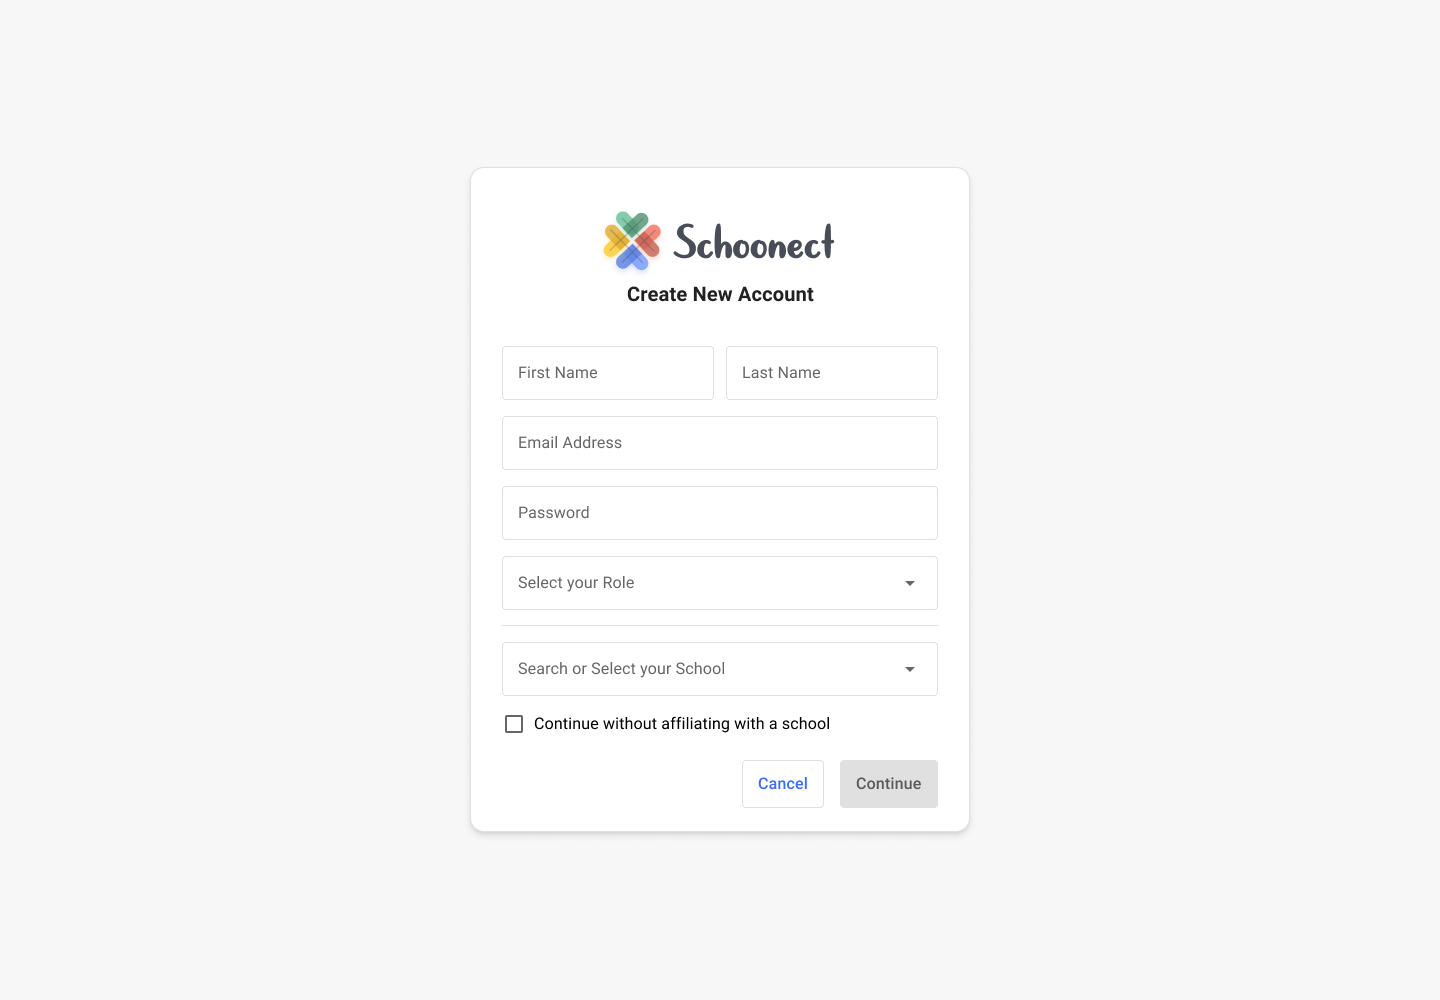 Schoonect
Create New Account
First Name Last Name
Email Address
Password
Select your Role
Search or Select your School
Continue without affiliating with a school
Cancel Continue